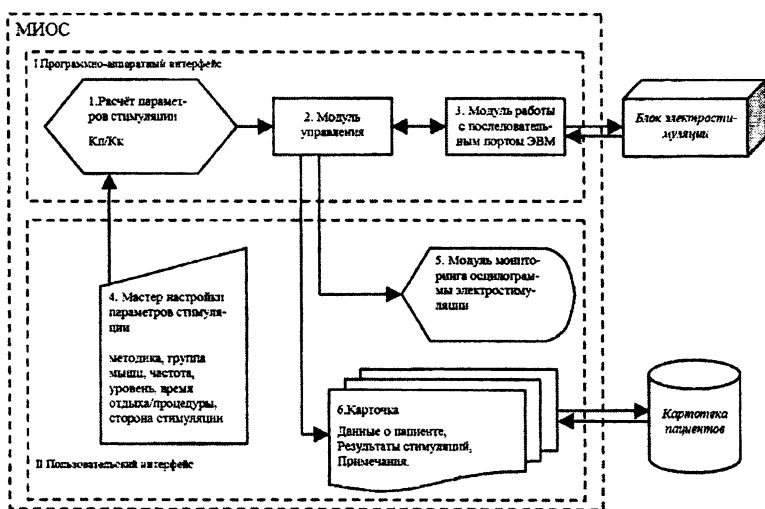 МИОС
I Программно-аппаратный интерфейс
1.Расчёт парамет-
ров стимуляции
Кп/Кк
2. Модуль
управления
3. Модуль работы
с последователь-
ным портом ЭВМ
Блок электрости-
муляции
4. Мастер настройки
параметров стимуля-
ции
методика, группа
мышц, частота,
уровень, время
отдыха/процедуры,
сторона стимуляции
5. Модуль монито-
ринга осцилограм-
мы электростиму-
ляции
6.Карточка
Данные о пациенте,
Результаты стимуляций,
Примечания.
Картотека
пациентов
II Пользовательский интерфейс